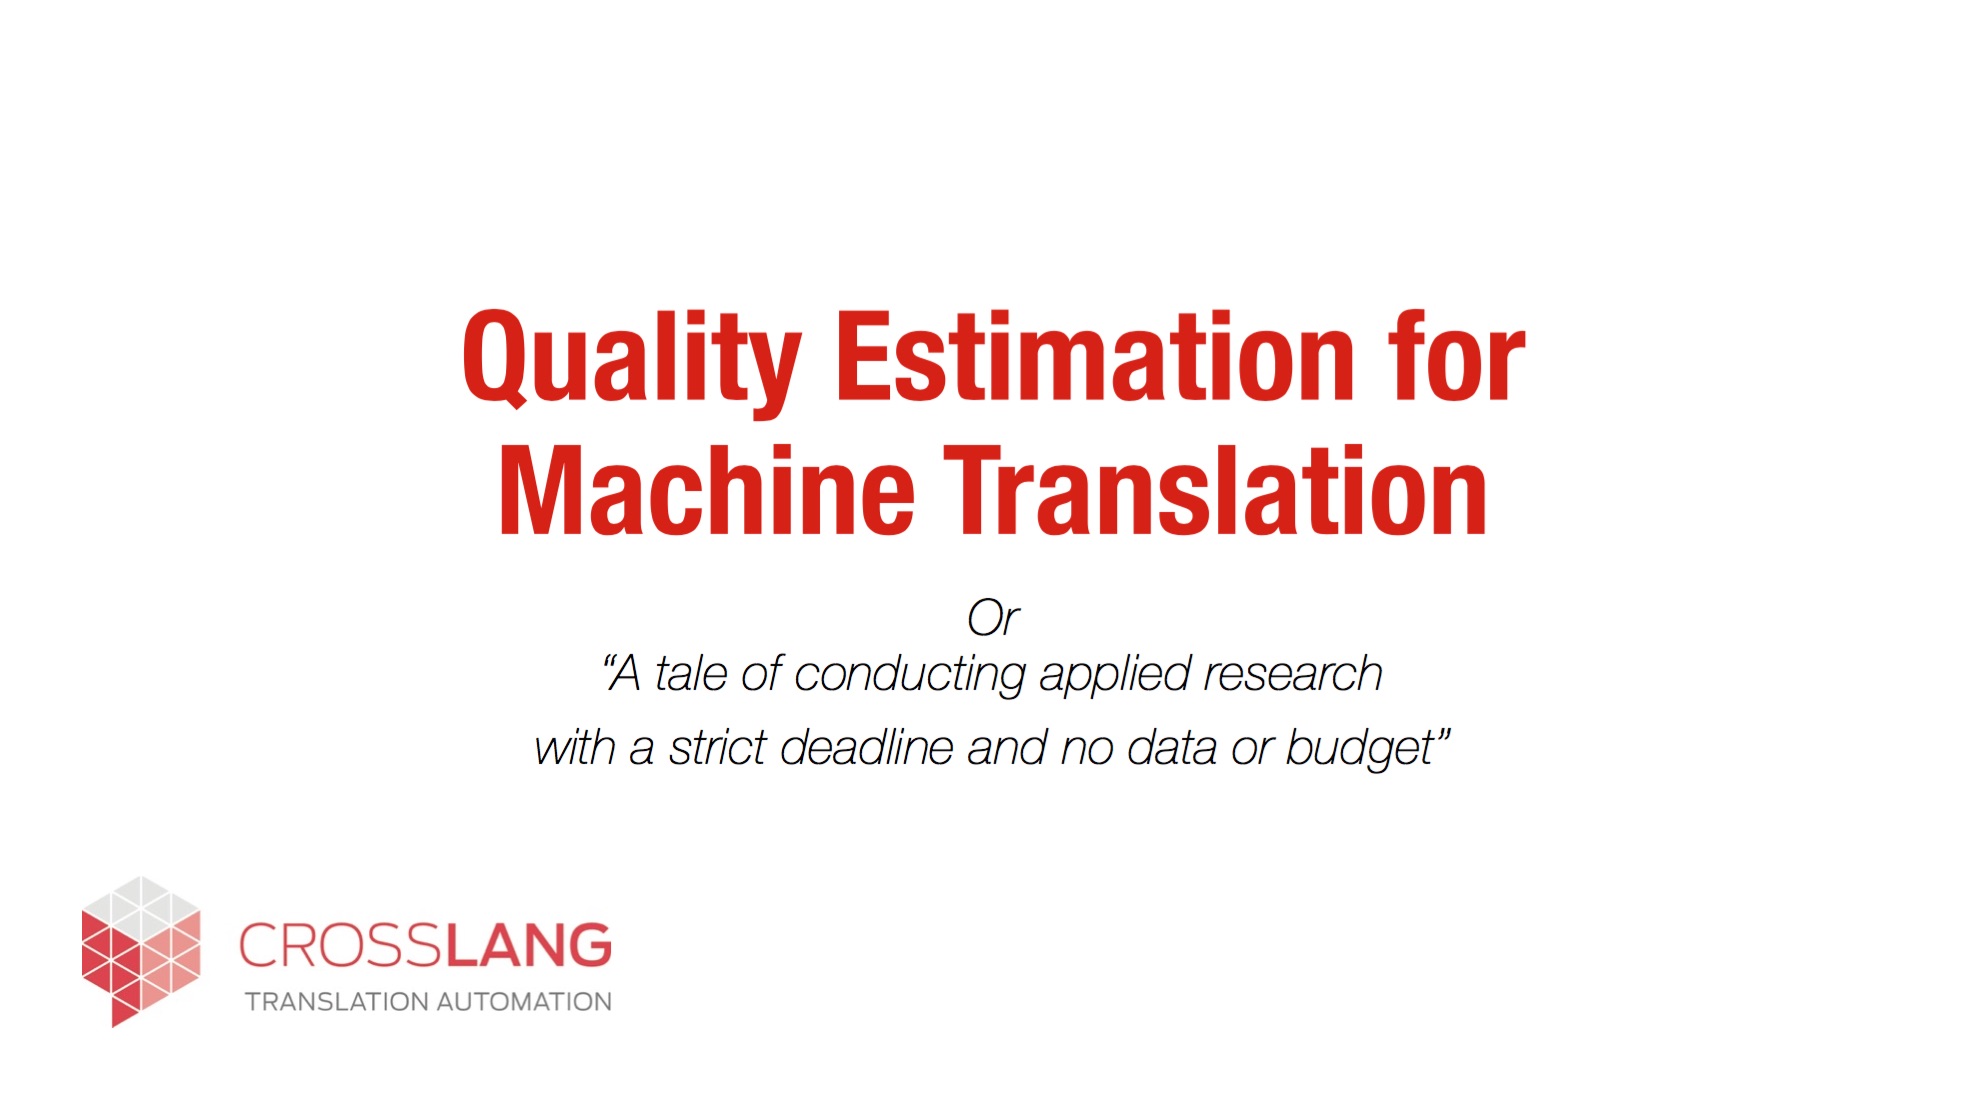 Quality Estimation for
Machine Translation
Or
“A tale of conducting applied research
with a strict deadline and no data or budget”
CROSSLANG
TRANSLATION AUTOMATION